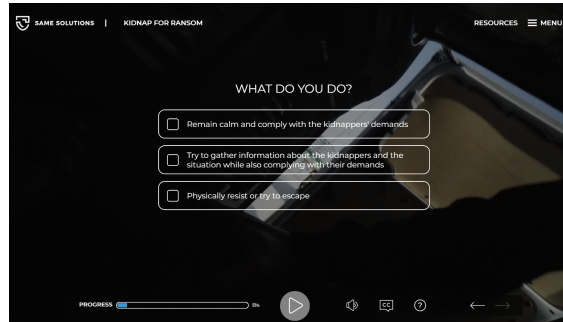 SAME SOLUTIONS | KIDNAP FOR RANSOM
RESOURCES MENU
WHAT DO YOU DO?
Remain calm and comply with the kidnappers' demands
Try to gather information about the kidnappers and the
situation while also complying with their demands
Physically resist or try to escape
PROGRESS 8%
CC
?